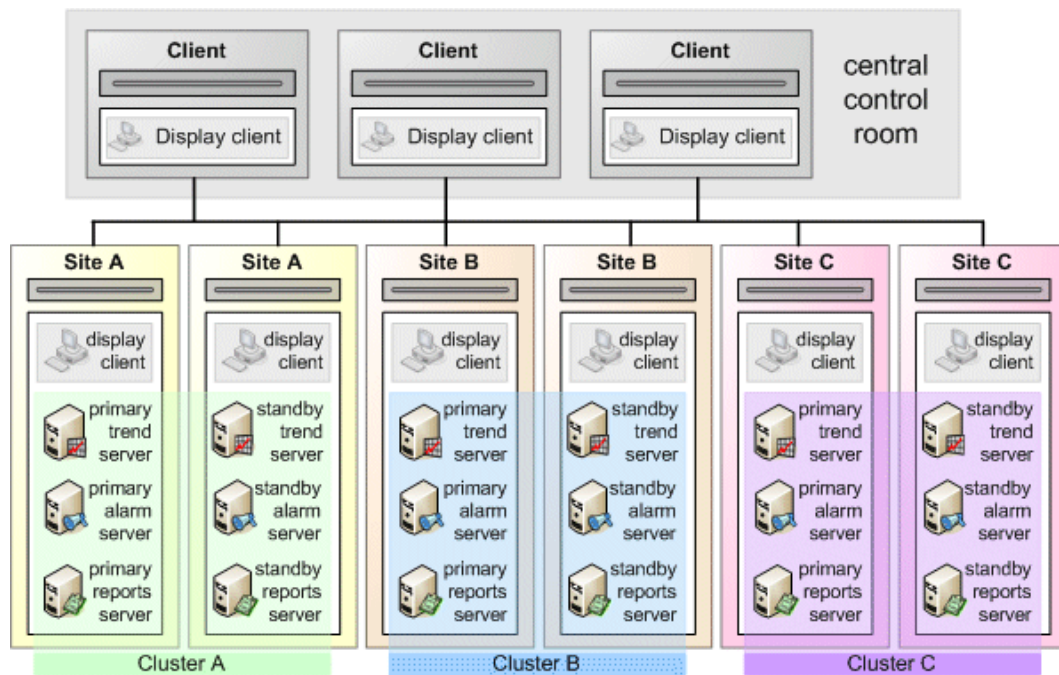 Client
Client
Client
central
control
room
Display client
Display client
Display client
Site A
Site A
Site B
Site B
Site C
Site C
display
client
display
client
display
client
display
client
display
client
display
client
primary
trend
server
standby
trend
server
primary
trend
server
standby
trend
server
primary
trend
server
standby
trend
server
primary
alarm
server
standby
alarm
server
primary
alarm
server
standby
alarm
server
primary
alarm
server
standby
alarm
server
primary
reports
server
standby
reports
server
primary
reports
server
standby
reports
server
primary
reports
server
standby
reports
server
Cluster A
Cluster B
Cluster C